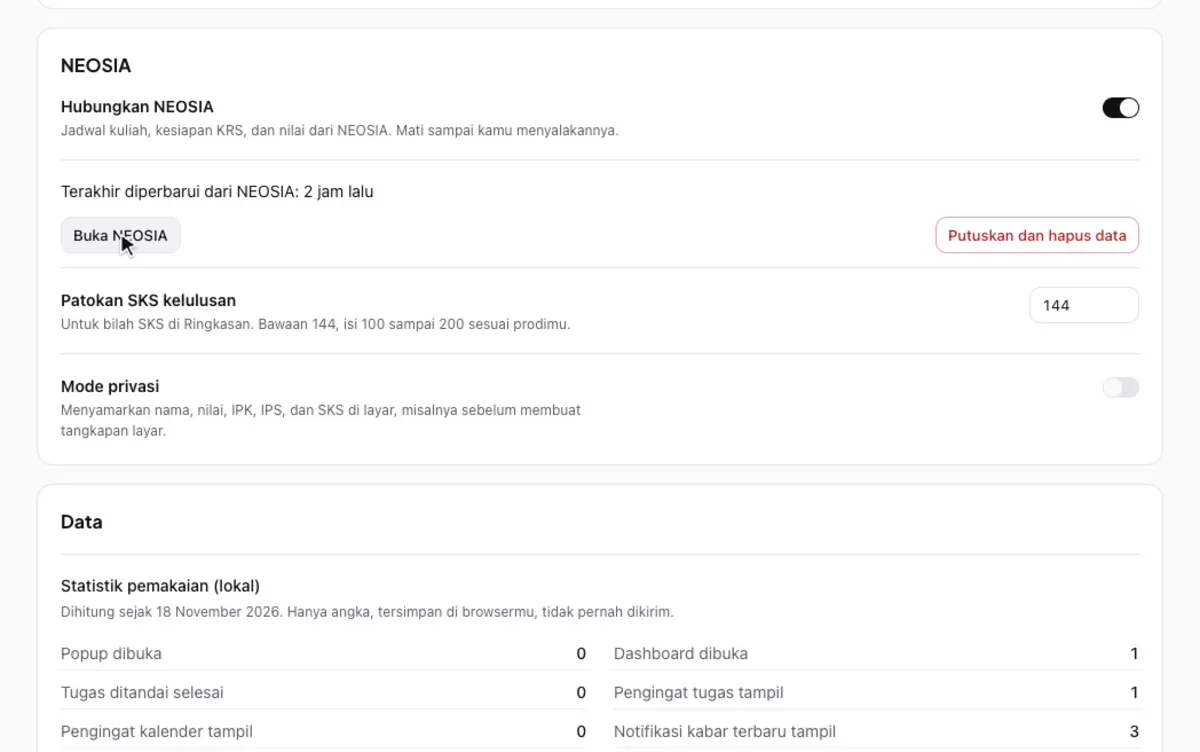 NEOSIA
Hubungkan NEOSIA
Jadwal kuliah, kesiapan KRS, dan nilai dari NEOSIA. Mati sampai kamu menyalakannya.
Terakhir diperbarui dari NEOSIA: 2 jam lalu
Buka NEOSIA
Putuskan dan hapus data
Patokan SKS kelulusan
144
Untuk bilah SKS di Ringkasan. Bawaan 144, isi 100 sampai 200 sesuai prodimu.
Mode privasi
Menyamarkan nama, nilai, IPK, IPS, dan SKS di layar, misalnya sebelum membuat
tangkapan layar.
Data
Statistik pemakaian (lokal)
Dihitung sejak 18 November 2026. Hanya angka, tersimpan di browsermu, tidak pernah dikirim.
Popup dibuka 0
Dashboard dibuka 1
Tugas ditandai selesai 0
Pengingat tugas tampil 1
Pengingat kalender tampil 0
Notifikasi kabar terbaru tampil 3